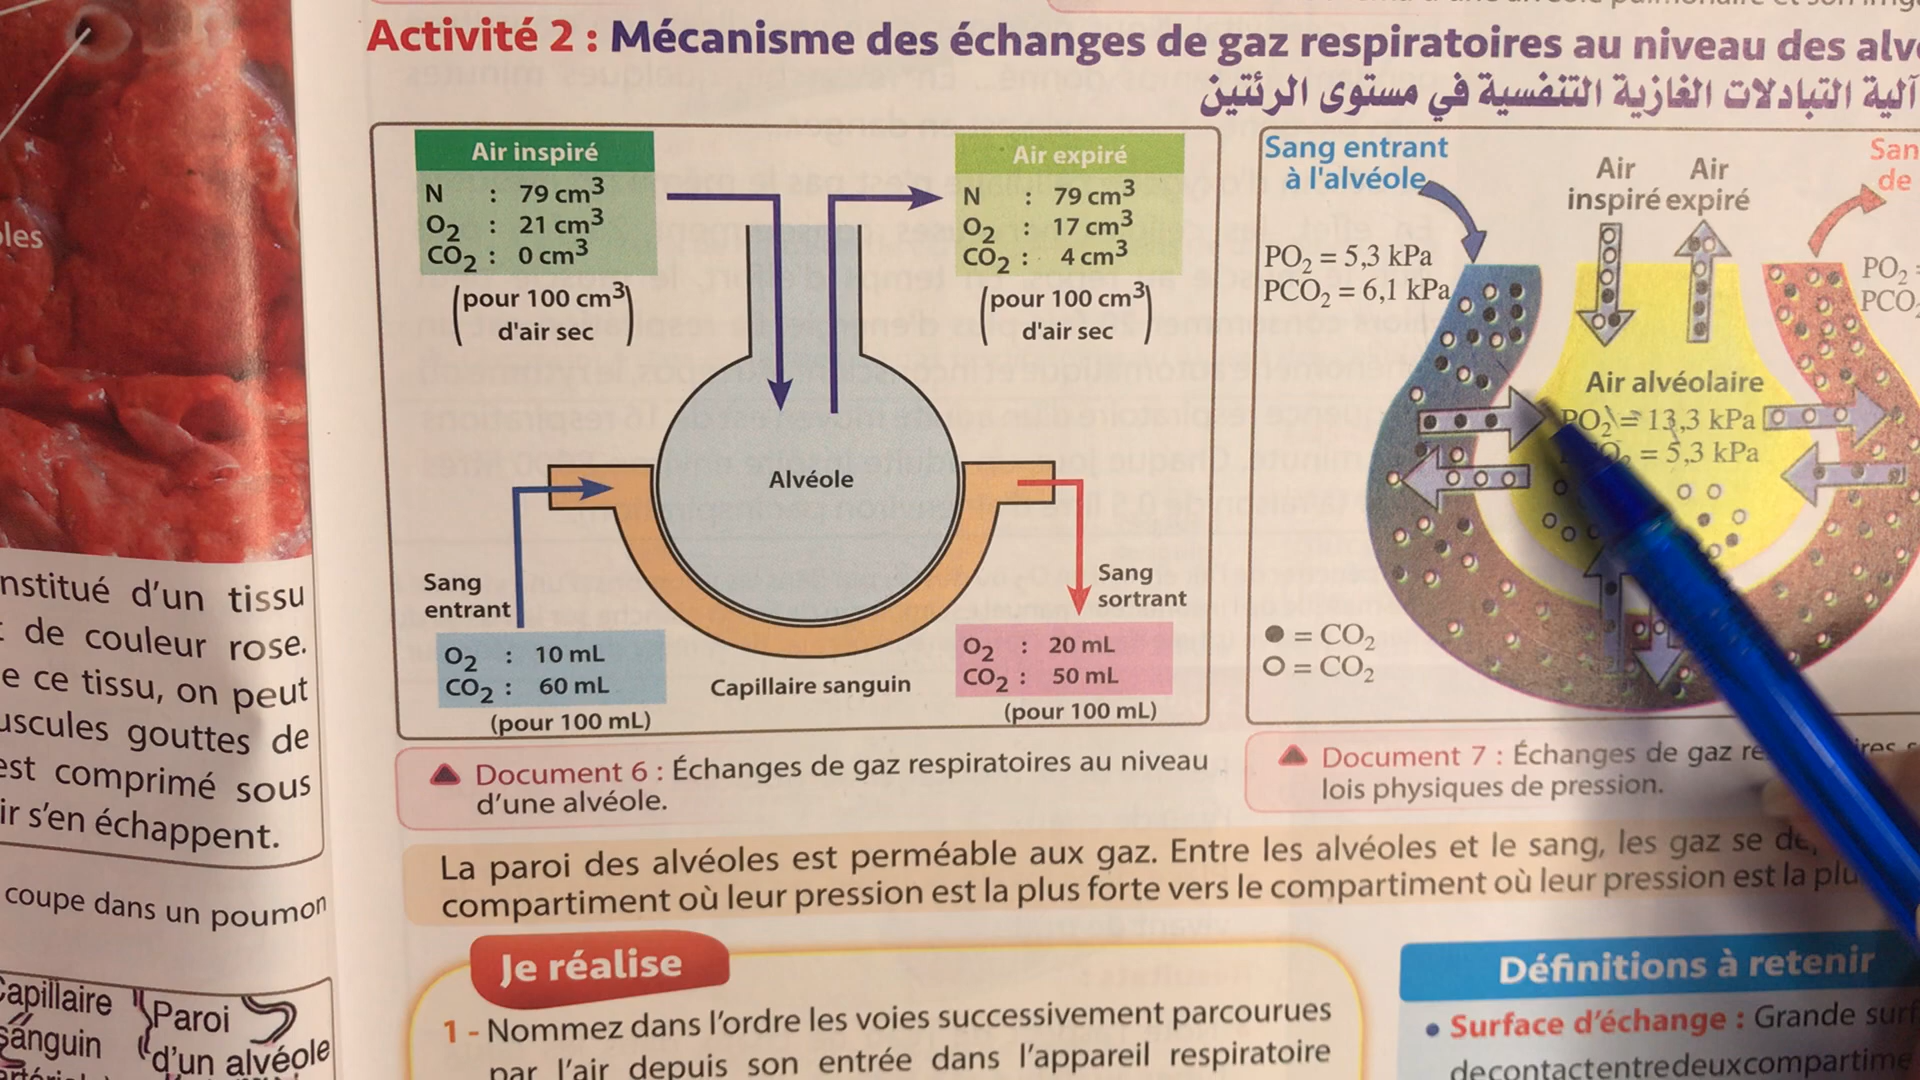 Activité 2 : Mécanisme des échanges de gaz respiratoires au niveau des
آلية التبادلات الغازية التنفسية في مستوى الرئتين
Air inspiré
N : 79 cm³
O₂ : 21 cm³
CO₂ : 0 cm³
(pour 100 cm³
d'air sec)
Air expiré
N : 79 cm³
O₂ : 17 cm³
CO₂ : 4 cm³
(pour 100 cm³
d'air sec)
Alvéole
Sang
entrant
O₂ : 10 mL
CO₂ : 60 mL
(pour 100 mL)
Capillaire sanguin
Sang
sortrant
O₂ : 20 mL
CO₂ : 50 mL
(pour 100 mL)
Document 6 : Échanges de gaz respiratoires au niveau
d'une alvéole.
Sang entrant
à l'alvéole
PO₂ = 5,3 kPa
PCO₂ = 6,1 kPa
Air
inspiré
Air
expiré
de
PO₂
Air alvéolaire
PO₂ = 13,3 kPa
= 5,3 kPa
● = CO₂
O = CO₂
Document 7 : Échanges de gaz
lois physiques de pression.
La paroi des alvéoles est perméable aux gaz. Entre les alvéoles et le sang, les gaz se
compartiment où leur pression est la plus forte vers le compartiment où leur pression est la
Je réalise
1 - Nommez dans l'ordre les voies successivement parcourues
par l'air depuis son entrée dans l'appareil respiratoire
Définitions à retenir
• Surface d'échange : Grande
de contact entre deux
d'un tissu
de couleur rose.
ce tissu, on peut
gouttes de
comprimé sous
s'en échappent.
coupe dans un poumon
Capillaire
sanguin
Paroi
d'un alvéole